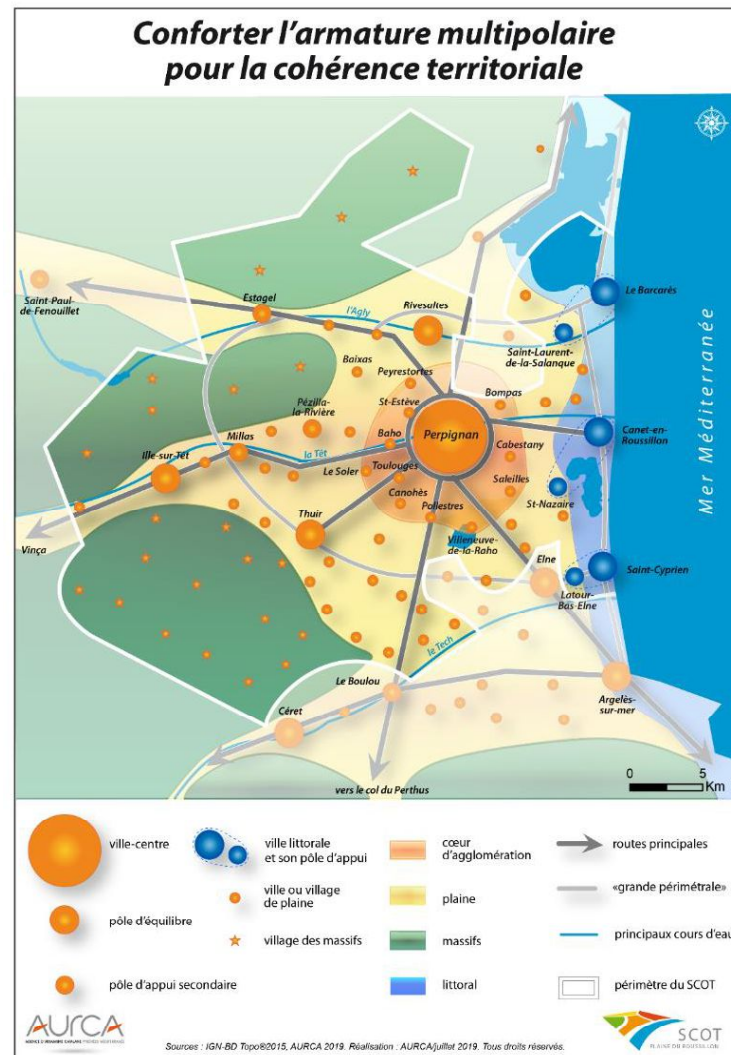 Conforter l'armature multipolaire
pour la cohérence territoriale
Saint-Paul-
de-Fenouillet
Estagel
l'Agly
Rivesaltes
Le Barcarès
Saint-Laurent-
de-la-Salanque
Baixas
Peyrestortes
Bompas
Pézilla-
la-Rivière
St-Estève
Perpignan
Canet-en-
Roussillon
Mer Méditerranée
Ille-sur-Têt
Millas
la Têt
Baho
Cabestany
Le Soler
Toulouges
Saleilles
Canohès
St-Nazaire
Thuir
Pollestres
Villeneuve-
de-la-Raho
Vinça
Elne
Saint-Cyprien
Latour-
Bas-Elne
le Tech
Le Boulou
Céret
Argelès-
sur-mer
vers le col du Perthus
0 5
Km
ville-centre
pôle d'équilibre
pôle d'appui secondaire
ville littorale
et son pôle d'appui
ville ou village
de plaine
village des massifs
cœur
d'agglomération
plaine
massifs
littoral
routes principales
«grande périmétrale»
principaux cours d'eau
périmètre du SCOT
AURCA
Sources : IGN-BD Topo®2015, AURCA 2019. Réalisation : AURCA/juillet 2019. Tous droits réservés.
SCOT
PLAINE DU ROUSSILLON